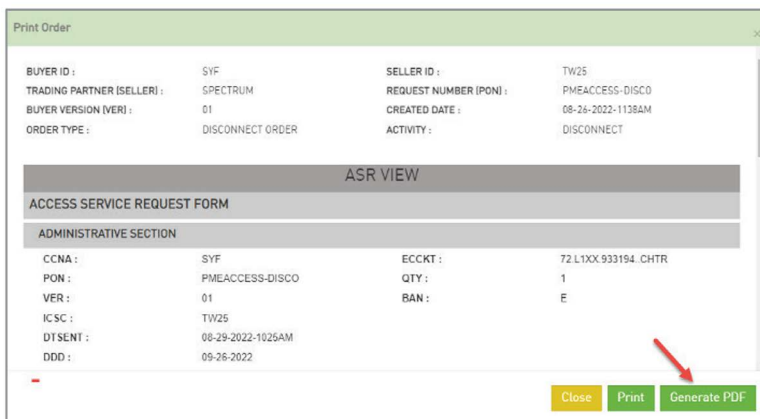 Print Order
×
BUYER ID : SYF SELLER ID : TW25
TRADING PARTNER (SELLER) : SPECTRUM REQUEST NUMBER (PON) : PMEACCESS-DISCO
BUYER VERSION (VER) : 01 CREATED DATE : 08-26-2022-1138AM
ORDER TYPE : DISCONNECT ORDER ACTIVITY : DISCONNECT
ASR VIEW
ACCESS SERVICE REQUEST FORM
ADMINISTRATIVE SECTION
CCNA : SYF ECCKT : 72.L1XX.933194..CHTR
PON : PMEACCESS-DISCO QTY : 1
VER : 01 BAN : E
ICSC : TW25
DTSENT : 08-29-2022-1025AM
DDD : 09-26-2022
Close Print Generate PDF